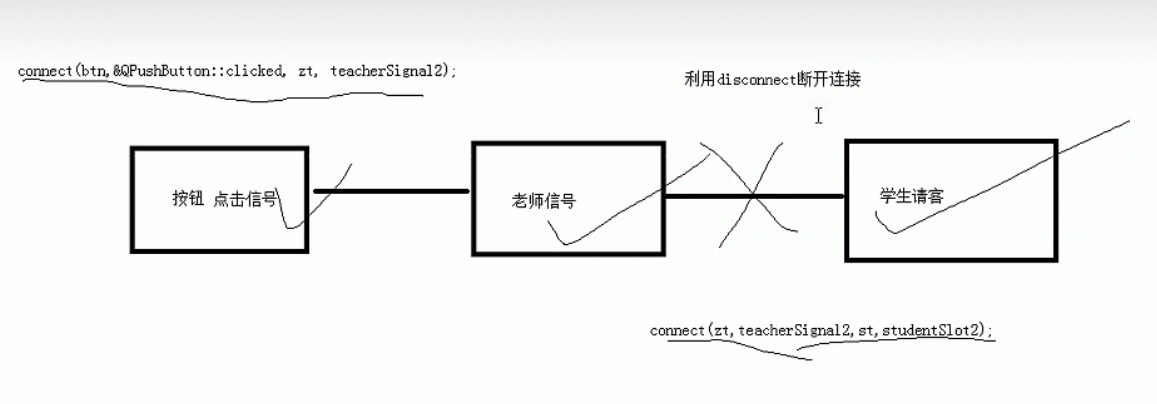 connect(btn,&QPushButton::clicked, zt, teacherSignal2);
利用disconnect断开连接
按钮 点击信号
老师信号
学生请客
connect(zt,teacherSignal2,st,studentSlot2);